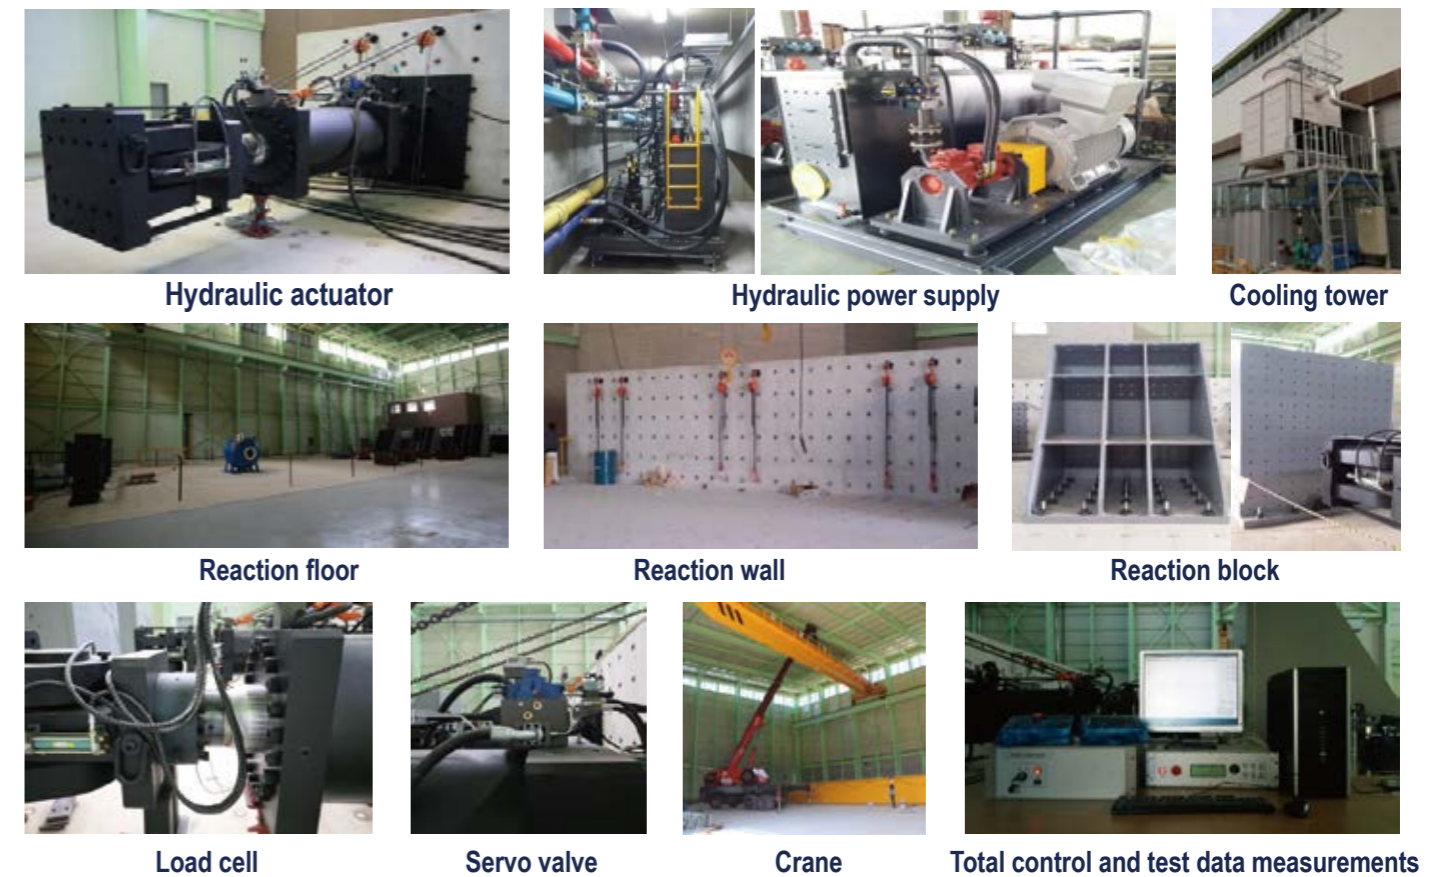 Hydraulic actuator
Hydraulic power supply
Cooling tower
Reaction floor
Reaction wall
Reaction block
Load cell
Servo valve
Crane
Total control and test data measurements